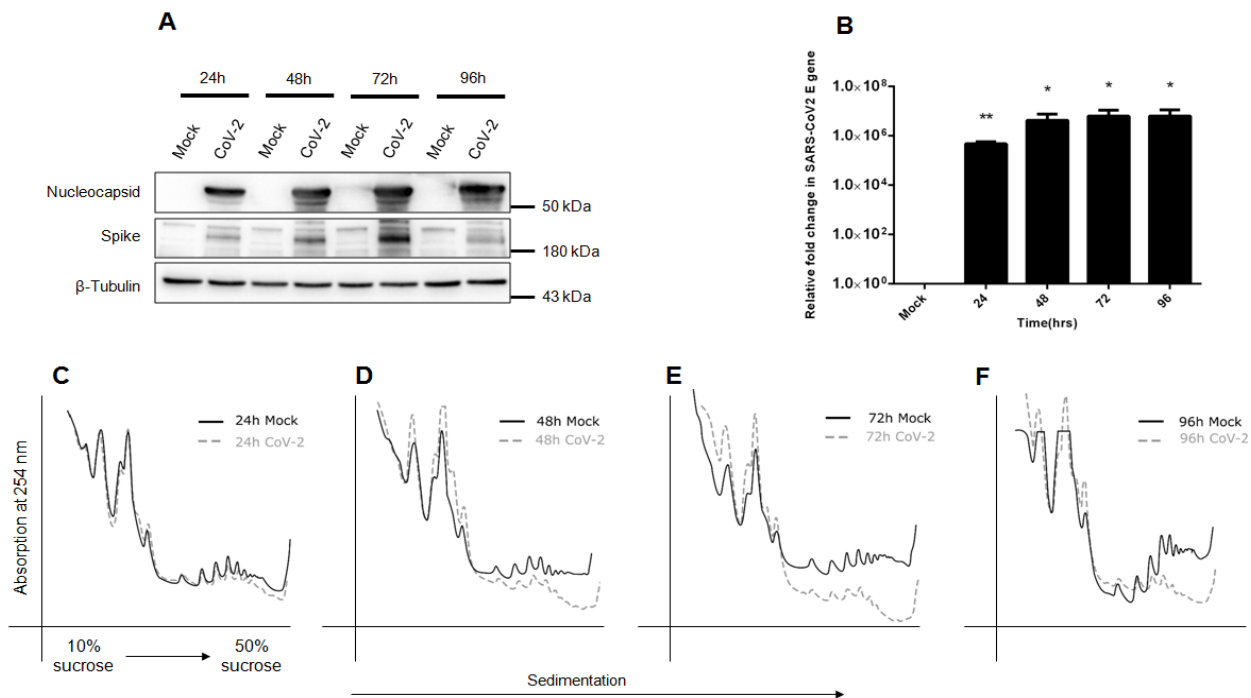 A
24h 48h 72h 96h
Mock CoV-2 Mock CoV-2 Mock CoV-2 Mock CoV-2
Nucleocapsid
50 kDa
Spike
180 kDa
β-Tubulin
43 kDa
B
Relative fold change in SARS-CoV2 E gene
1.0×10⁸
1.0×10⁶
1.0×10⁴
1.0×10²
1.0×10⁰
**
*
*
*
Mock 24 48 72 96
Time(hrs)
C
24h Mock
24h CoV-2
D
48h Mock
48h CoV-2
E
72h Mock
72h CoV-2
F
96h Mock
96h CoV-2
Absorption at 254 nm
10% sucrose
50% sucrose
Sedimentation